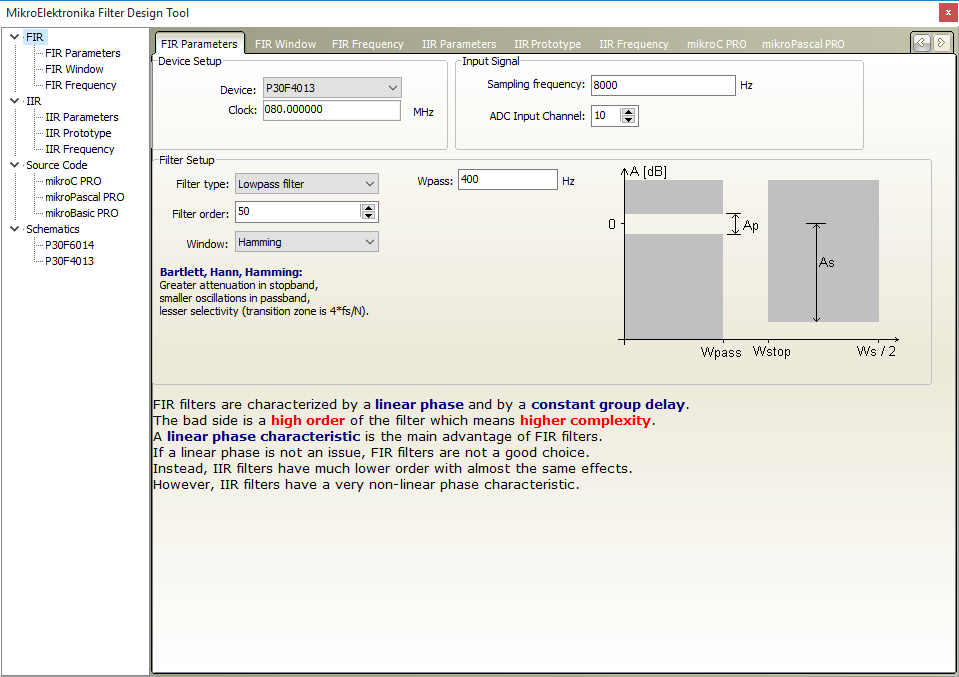 MikroElektronika Filter Design Tool
x
FIR
FIR Parameters
FIR Window
FIR Frequency
IIR
IIR Parameters
IIR Prototype
IIR Frequency
Source Code
mikroC PRO
mikroPascal PRO
mikroBasic PRO
Schematics
P30F6014
P30F4013
FIR Parameters FIR Window FIR Frequency IIR Parameters IIR Prototype IIR Frequency mikroC PRO mikroPascal PRO
Device Setup
Device: P30F4013
Clock: 080.000000 MHz
Input Signal
Sampling frequency: 8000 Hz
ADC Input Channel: 10
Filter Setup
Filter type: Lowpass filter
Filter order: 50
Window: Hamming
Wpass: 400 Hz
Bartlett, Hann, Hamming:
Greater attenuation in stopband,
smaller oscillations in passband,
lesser selectivity (transition zone is 4*fs/N).
A [dB]
0
Ap
As
Wpass Wstop Ws / 2
FIR filters are characterized by a linear phase and by a constant group delay.
The bad side is a high order of the filter which means higher complexity.
A linear phase characteristic is the main advantage of FIR filters.
If a linear phase is not an issue, FIR filters are not a good choice.
Instead, IIR filters have much lower order with almost the same effects.
However, IIR filters have a very non-linear phase characteristic.